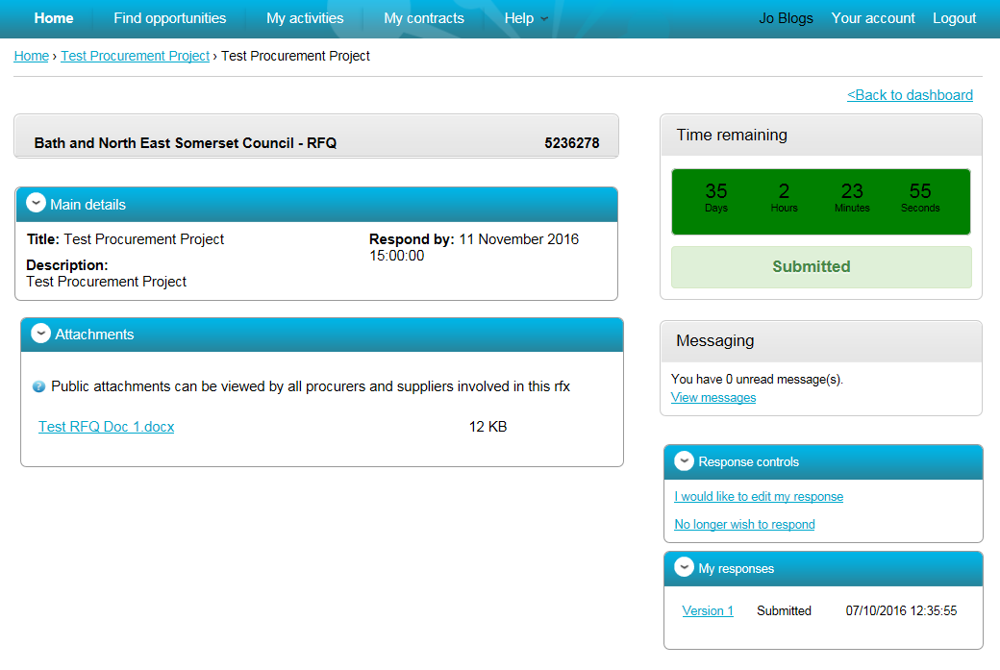 Home Find opportunities My activities My contracts Help Jo Blogs Your account Logout
Home › Test Procurement Project › Test Procurement Project
<Back to dashboard
Bath and North East Somerset Council - RFQ 5236278
Main details
Title: Test Procurement Project
Description:
Test Procurement Project
Respond by: 11 November 2016
15:00:00
Attachments
? Public attachments can be viewed by all procurers and suppliers involved in this rfx
Test RFQ Doc 1.docx 12 KB
Time remaining
35 2 23 55
Days Hours Minutes Seconds
Submitted
Messaging
You have 0 unread message(s).
View messages
Response controls
I would like to edit my response
No longer wish to respond
My responses
Version 1 Submitted 07/10/2016 12:35:55